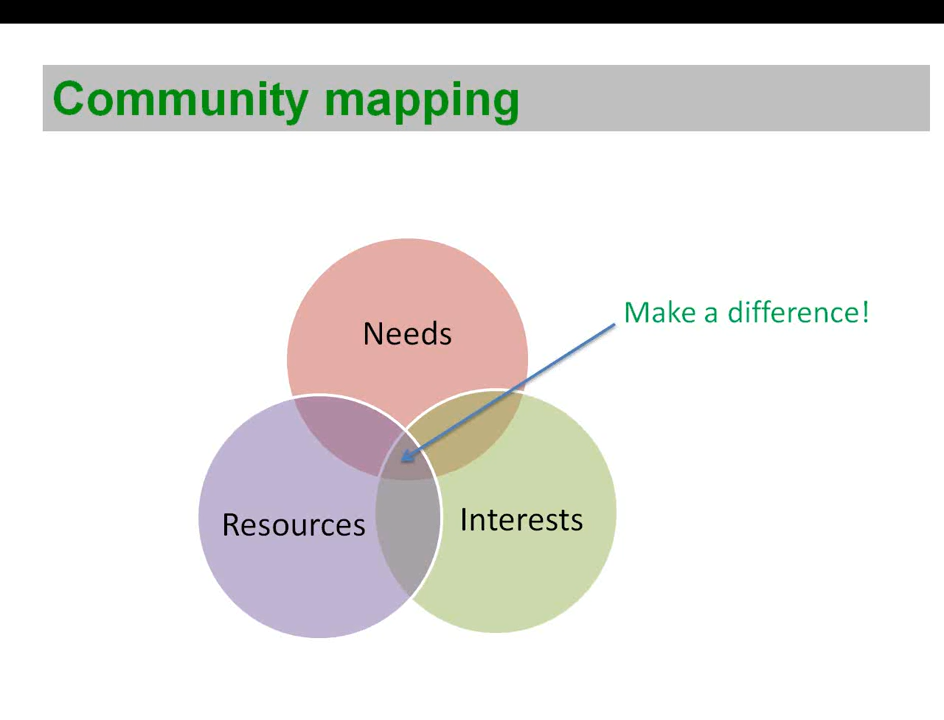 Community mapping
Needs
Make a difference!
Resources
Interests